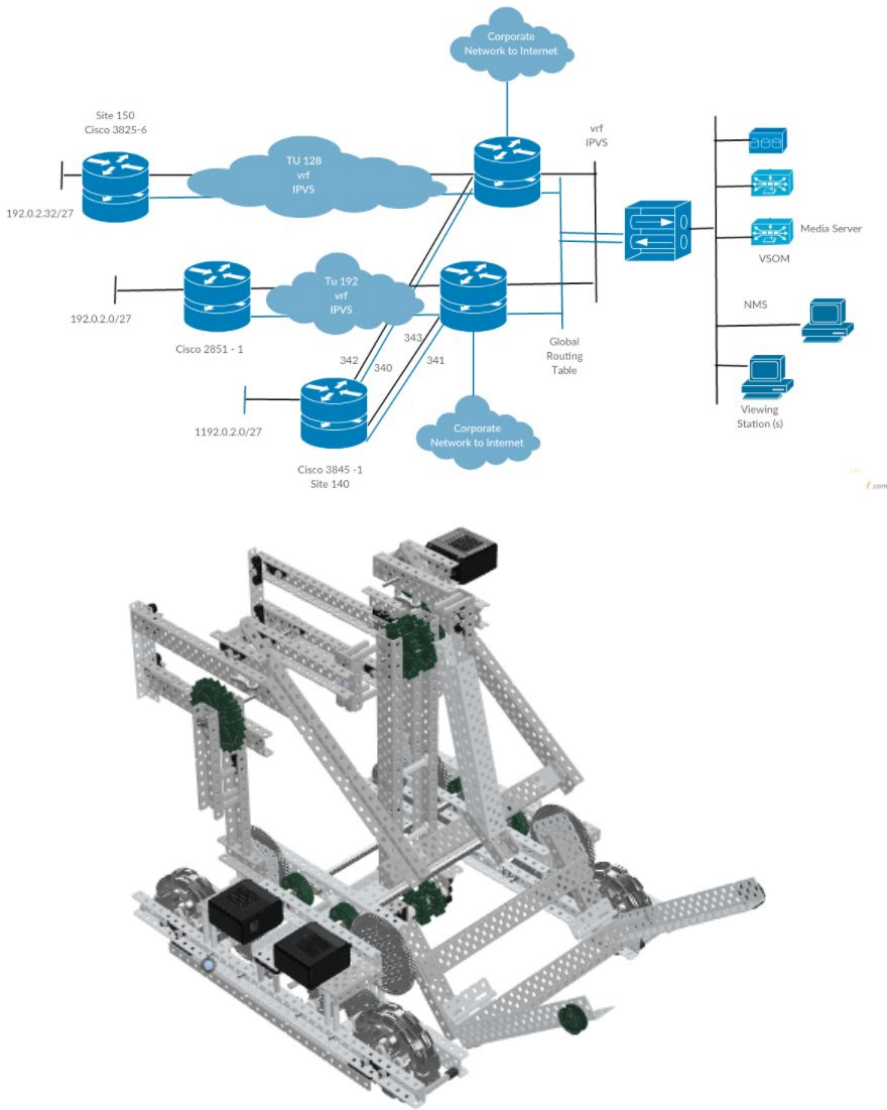 Corporate
Network to Internet
Site 150
Cisco 3825-6
vrf
IPVS
TU 128
vrf
IPVS
192.0.2.32/27
Media Server
VSOM
Tu 192
vrf
IPVS
NMS
192.0.2.0/27
Cisco 2851 - 1
343
342
340
341
Global
Routing
Table
1192.0.2.0/27
Corporate
Network to Internet
Viewing
Station (s)
Cisco 3845 -1
Site 140
.com